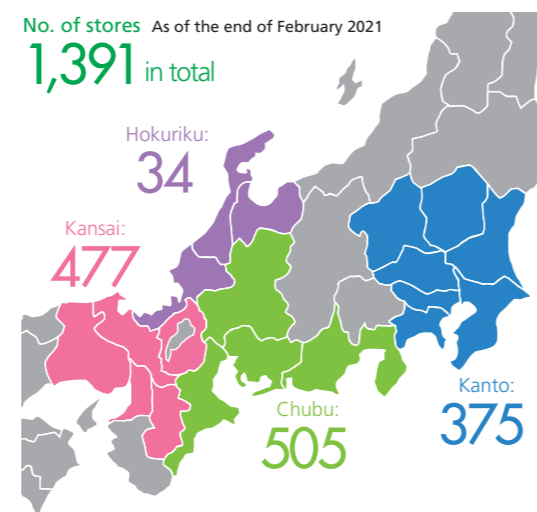 No. of stores As of the end of February 2021
1,391 in total
Hokuriku:
34
Kansai:
477
Kanto:
375
Chubu:
505